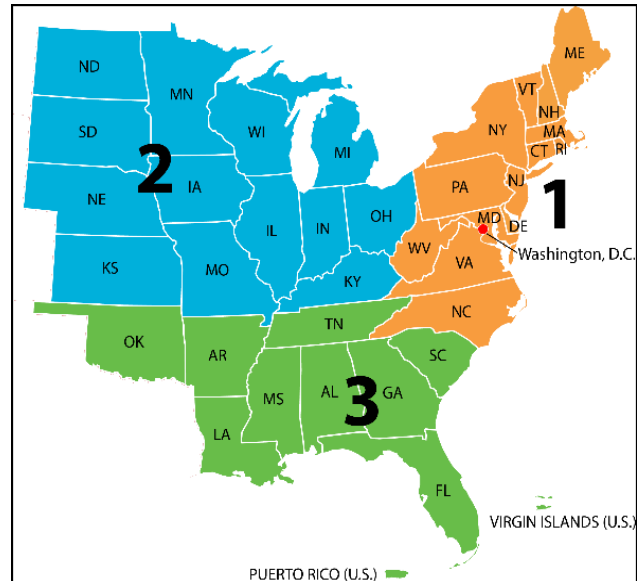 ME
ND
MN
VT
NH
WI
NY
MA
SD
MI
CT RI
2
IA
PA
NJ
1
NE
OH
MD
IL
IN
DE
WV
Washington, D.C.
KS
MO
VA
KY
NC
TN
OK
AR
SC
MS
AL
3
GA
LA
FL
VIRGIN ISLANDS (U.S.)
PUERTO RICO (U.S.)